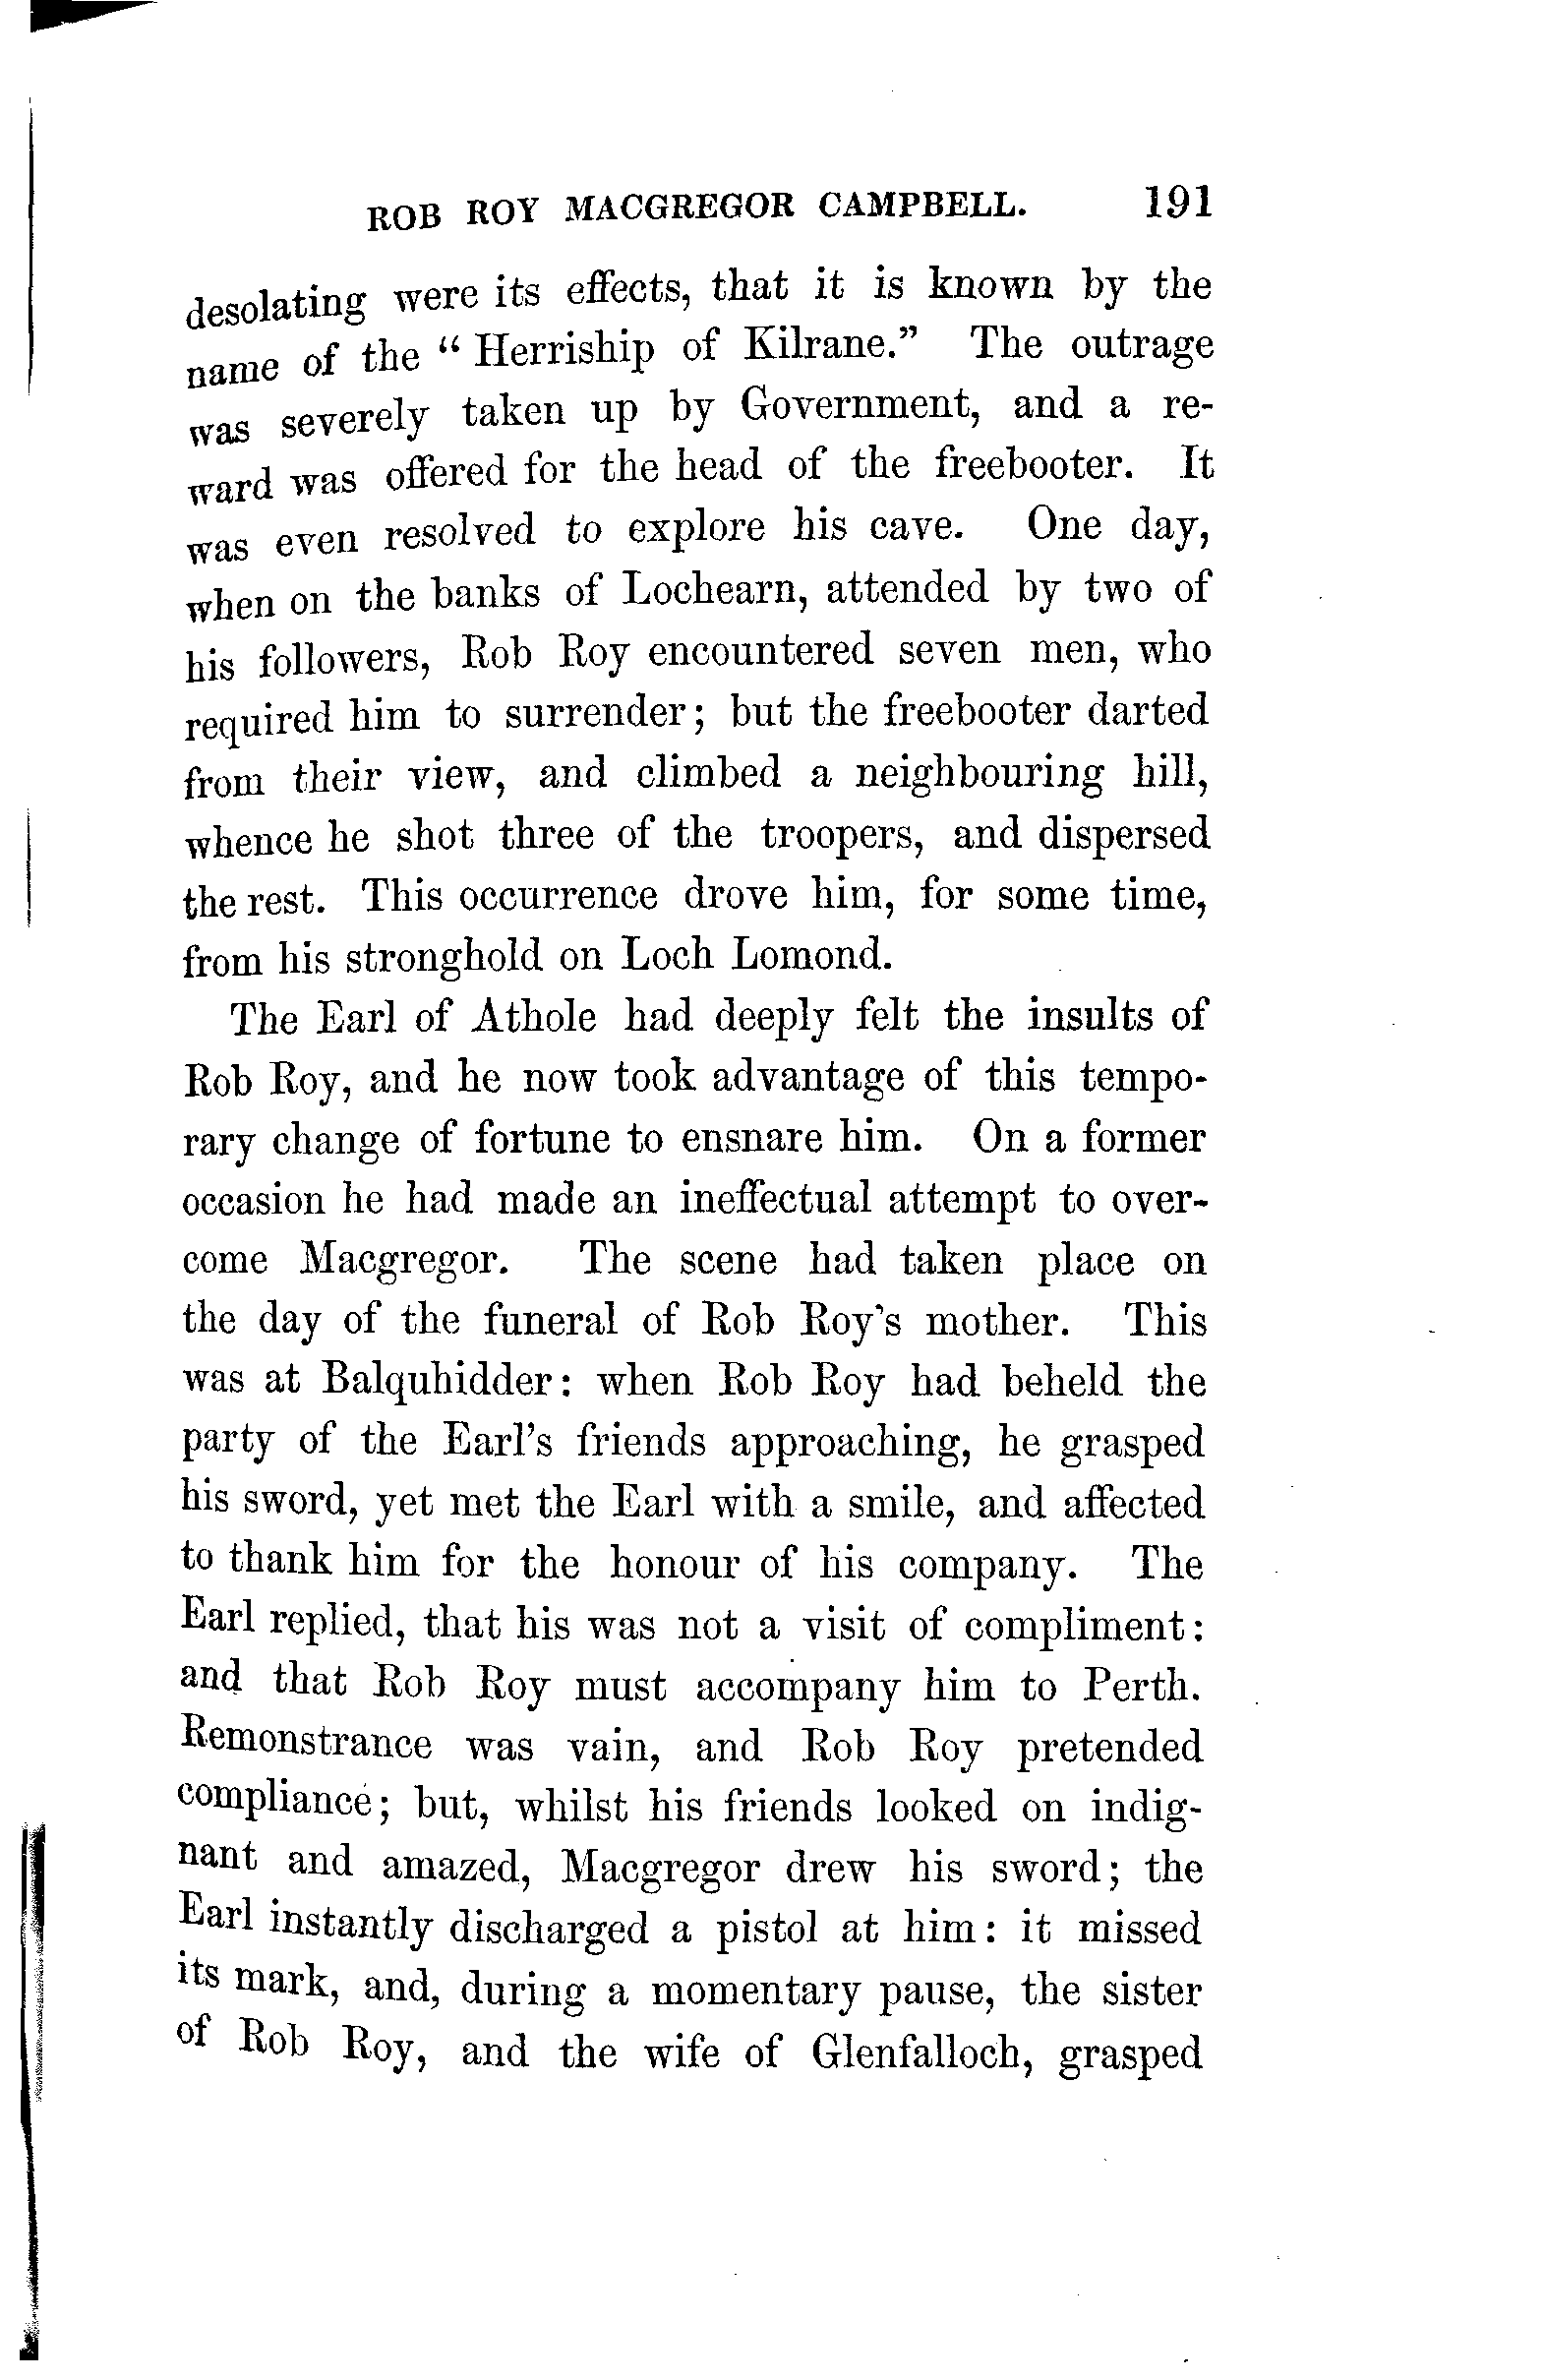 ROB ROY MACGREGOR CAMPBELL. 191
desolating were its effects, that it is known by the
name of the “ Herriship of Kilrane.” The outrage
was severely taken up by Government, and a re-
ward was offered for the head of the freebooter. It
was even resolved to explore his cave. One day,
when on the banks of Lochearn, attended by two of
his followers, Rob Roy encountered seven men, who
required him to surrender; but the freebooter darted
from their view, and climbed a neighbouring hill,
whence he shot three of the troopers, and dispersed
the rest. This occurrence drove him, for some time,
from his stronghold on Loch Lomond.
The Earl of Athole had deeply felt the insults of
Rob Roy, and he now took advantage of this tempo-
rary change of fortune to ensnare him. On a former
occasion he had made an ineffectual attempt to over-
come Macgregor. The scene had taken place on
the day of the funeral of Rob Roy's mother. This
was at Balquhidder: when Rob Roy had beheld the
party of the Earl's friends approaching, he grasped
his sword, yet met the Earl with a smile, and affected
to thank him for the honour of his company. The
Earl replied, that his was not a visit of compliment:
and that Rob Roy must accompany him to Perth.
Remonstrance was vain, and Rob Roy pretended
compliance; but, whilst his friends looked on indig-
nant and amazed, Macgregor drew his sword; the
Earl instantly discharged a pistol at him: it missed
its mark, and, during a momentary pause, the sister
of Rob Roy, and the wife of Glenfalloch, grasped